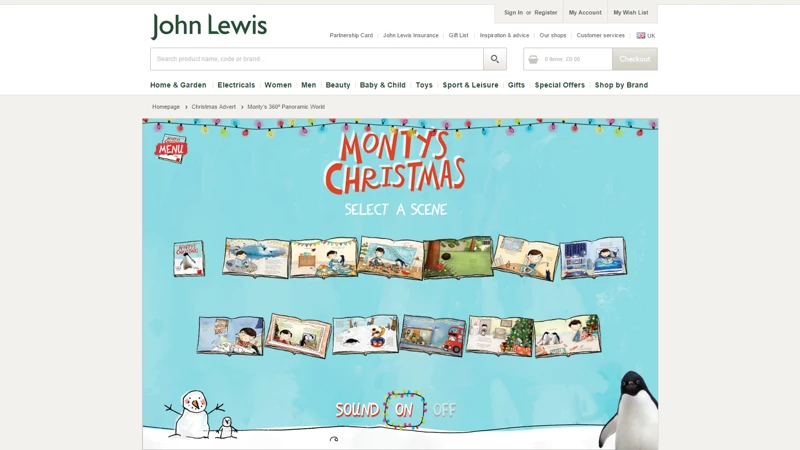 Sign In or Register
My Account
My Wish List
John Lewis
Partnership Card
John Lewis Insurance
Gift List
Inspiration & advice
Our shops
Customer services
UK
Search product name, code or brand...
0 items: £0.00
Checkout
Home & Garden
Electricals
Women
Men
Beauty
Baby & Child
Toys
Sport & Leisure
Gifts
Special Offers
Shop by Brand
Homepage › Christmas Advert › Monty's 360º Panoramic World
MENU
MONTY'S
CHRISTMAS
SELECT A SCENE
SOUND ON OFF